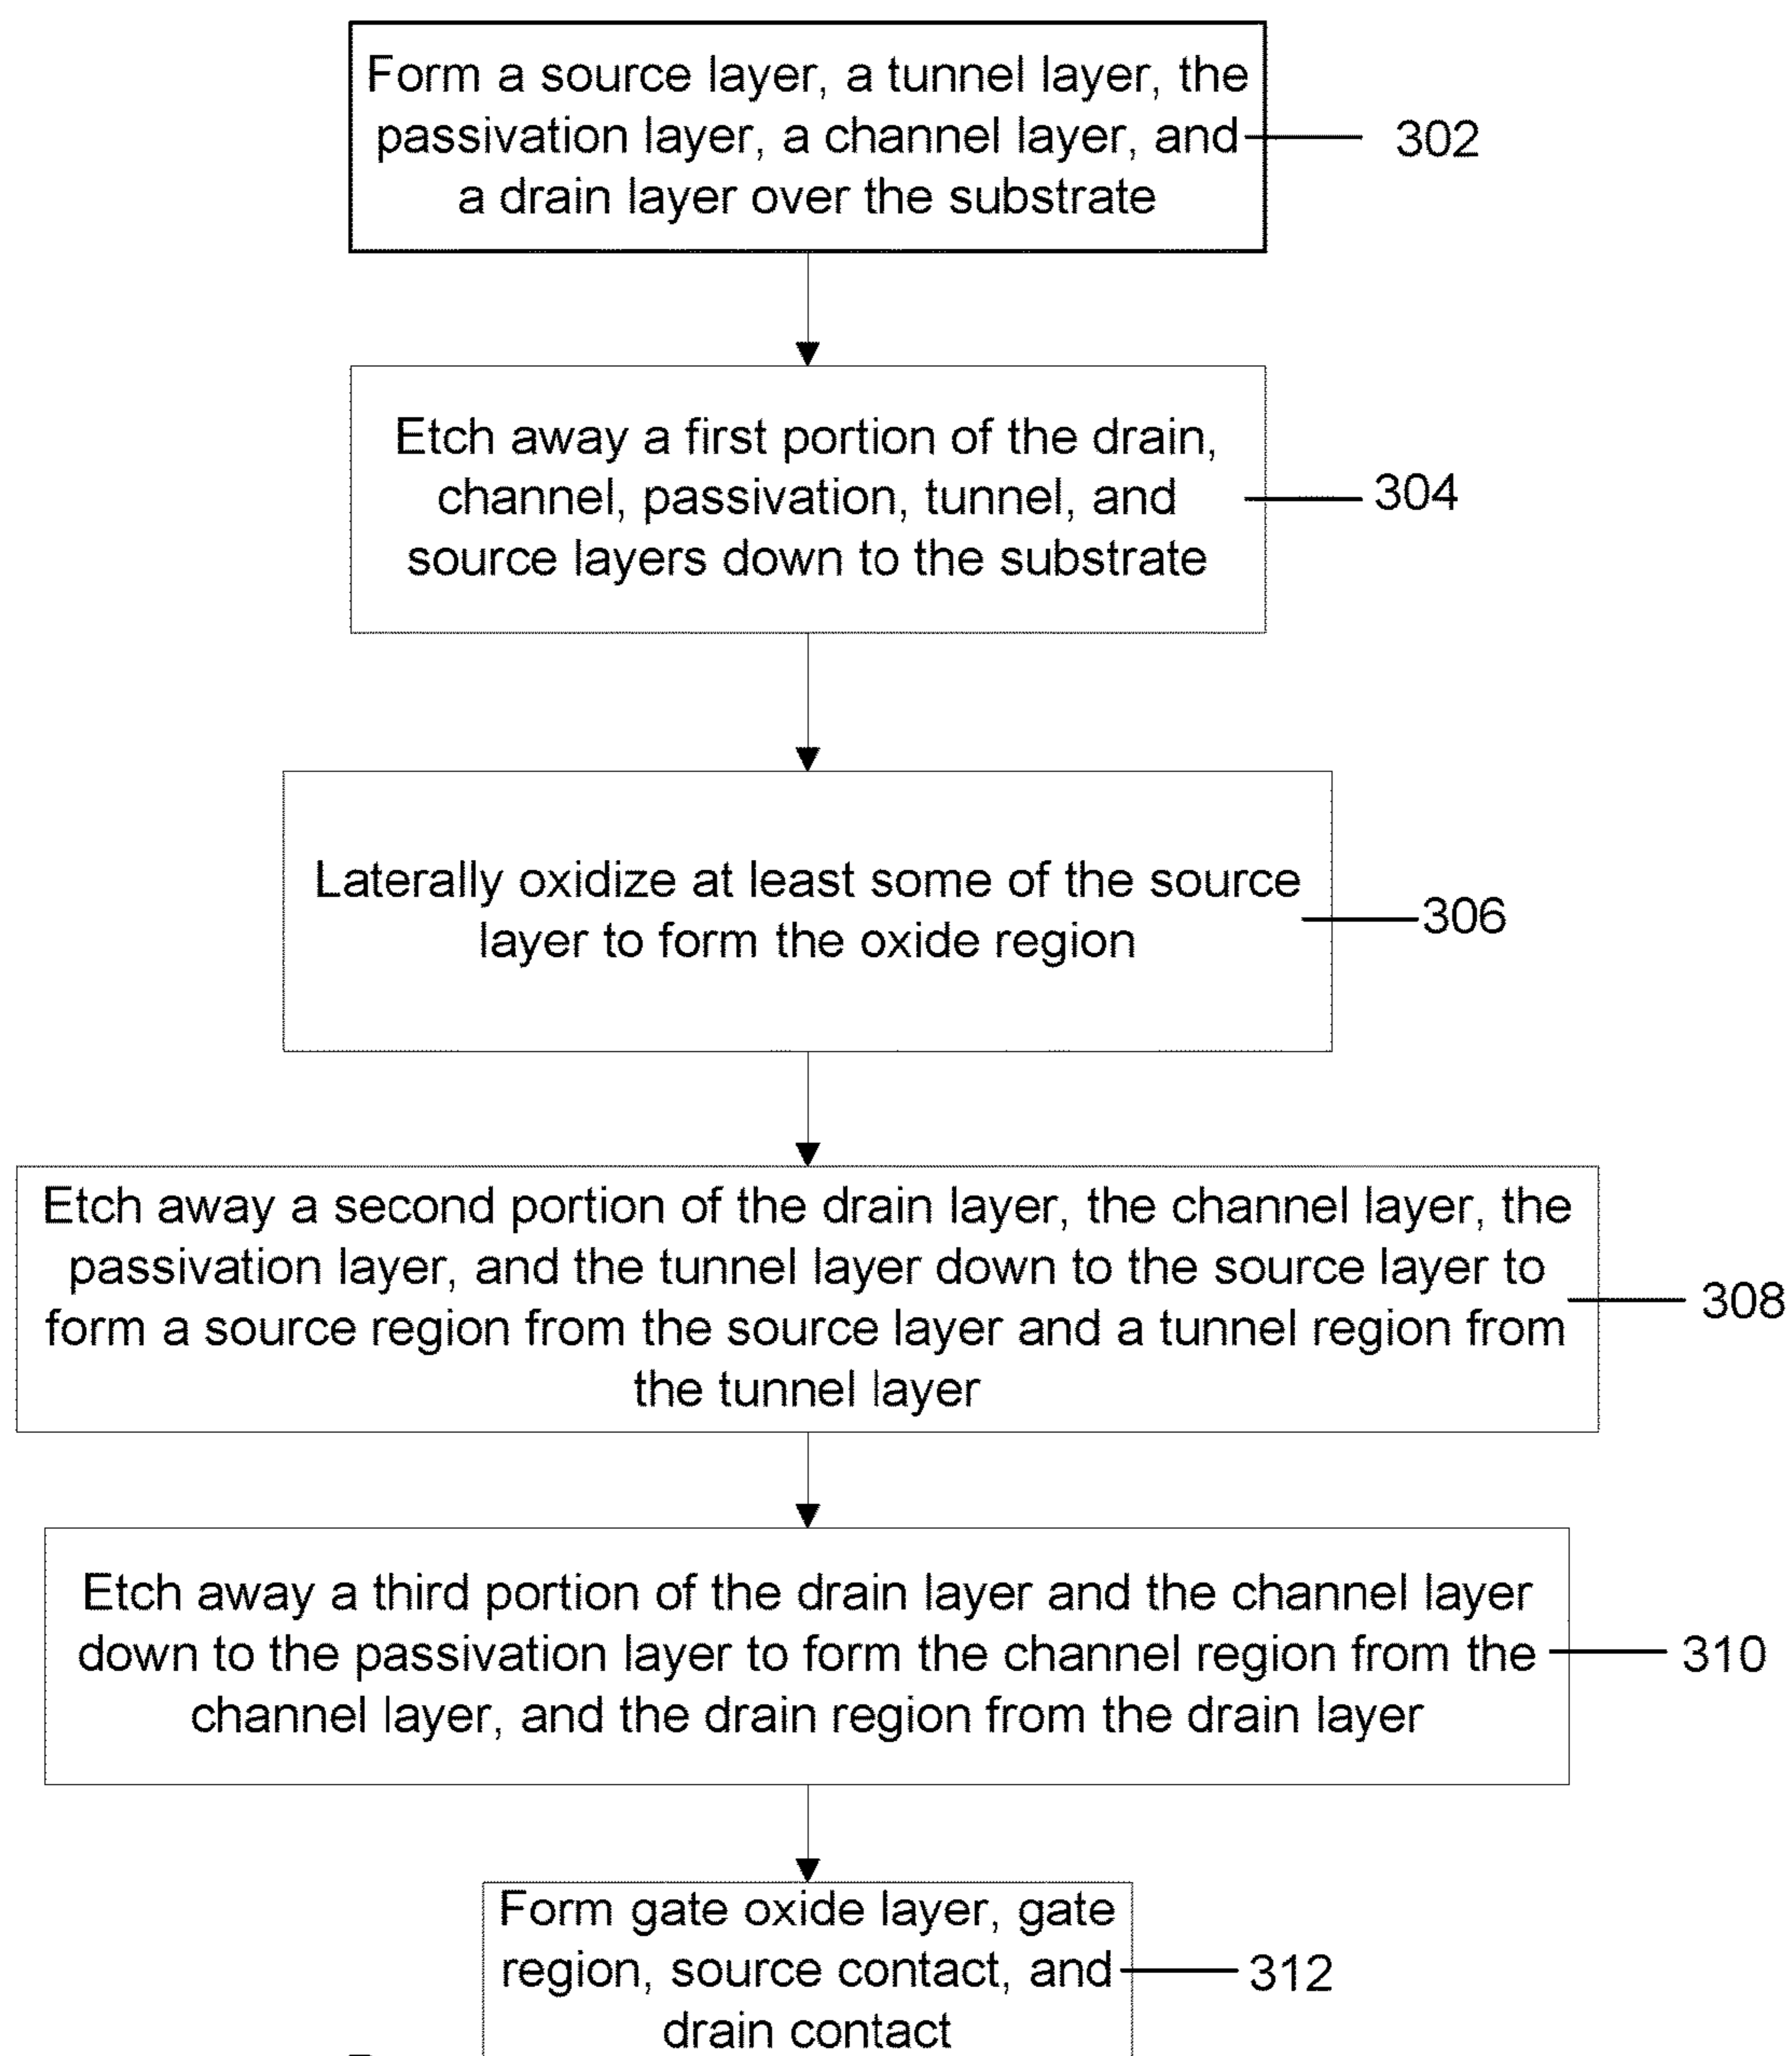 Form a source layer, a tunnel layer, the
passivation layer, a channel layer, and
a drain layer over the substrate
302
Etch away a first portion of the drain,
channel, passivation, tunnel, and
source layers down to the substrate
304
Laterally oxidize at least some of the source
layer to form the oxide region
306
Etch away a second portion of the drain layer, the channel layer, the
passivation layer, and the tunnel layer down to the source layer to
form a source region from the source layer and a tunnel region from
the tunnel layer
308
Etch away a third portion of the drain layer and the channel layer
down to the passivation layer to form the channel region from the
channel layer, and the drain region from the drain layer
310
Form gate oxide layer, gate
region, source contact, and
drain contact
312